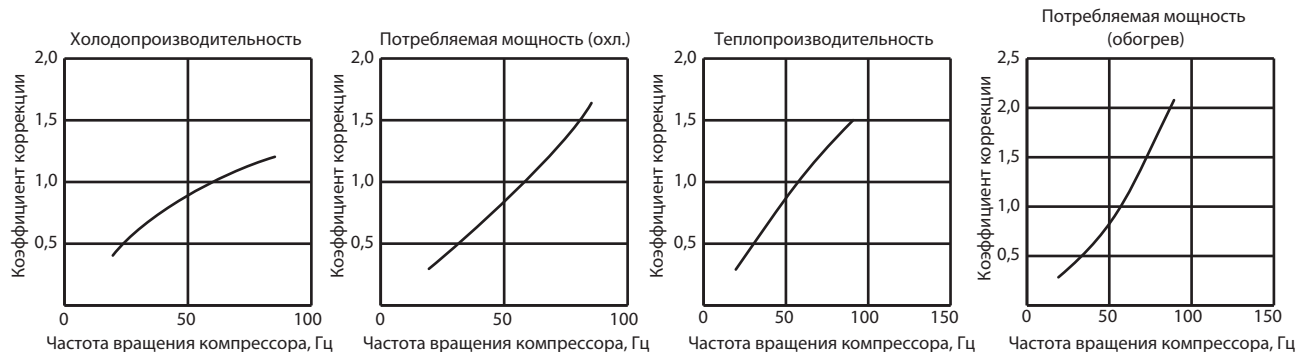 Холодопроизводительность
Коэффициент коррекции
2,0
1,5
1,0
0,5
0 50 100
Частота вращения компрессора, Гц
Потребляемая мощность (охл.)
Коэффициент коррекции
2,0
1,5
1,0
0,5
0 50 100
Частота вращения компрессора, Гц
Теплопроизводительность
Коэффициент коррекции
2,0
1,5
1,0
0,5
0 50 100 150
Частота вращения компрессора, Гц
Потребляемая мощность
(обогрев)
Коэффициент коррекции
2,5
2,0
1,5
1,0
0,5
0 50 100 150
Частота вращения компрессора, Гц